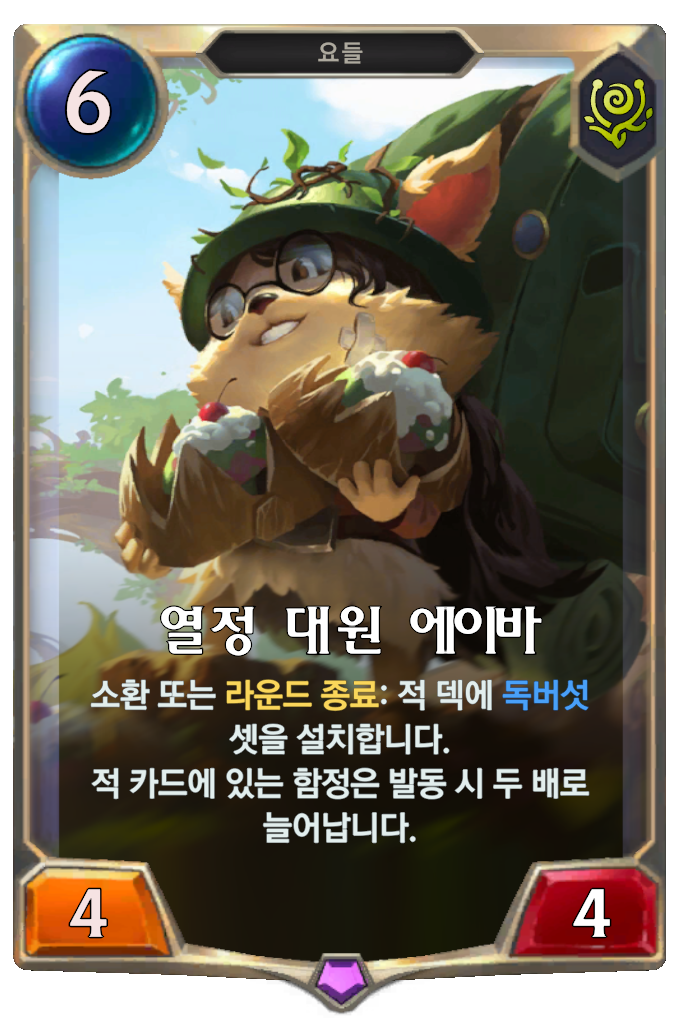 요들
6
열정 대원 에이바
소환 또는 라운드 종료: 적 덱에 독버섯
셋을 설치합니다.
적 카드에 있는 함정은 발동 시 두 배로
늘어납니다.
4
4